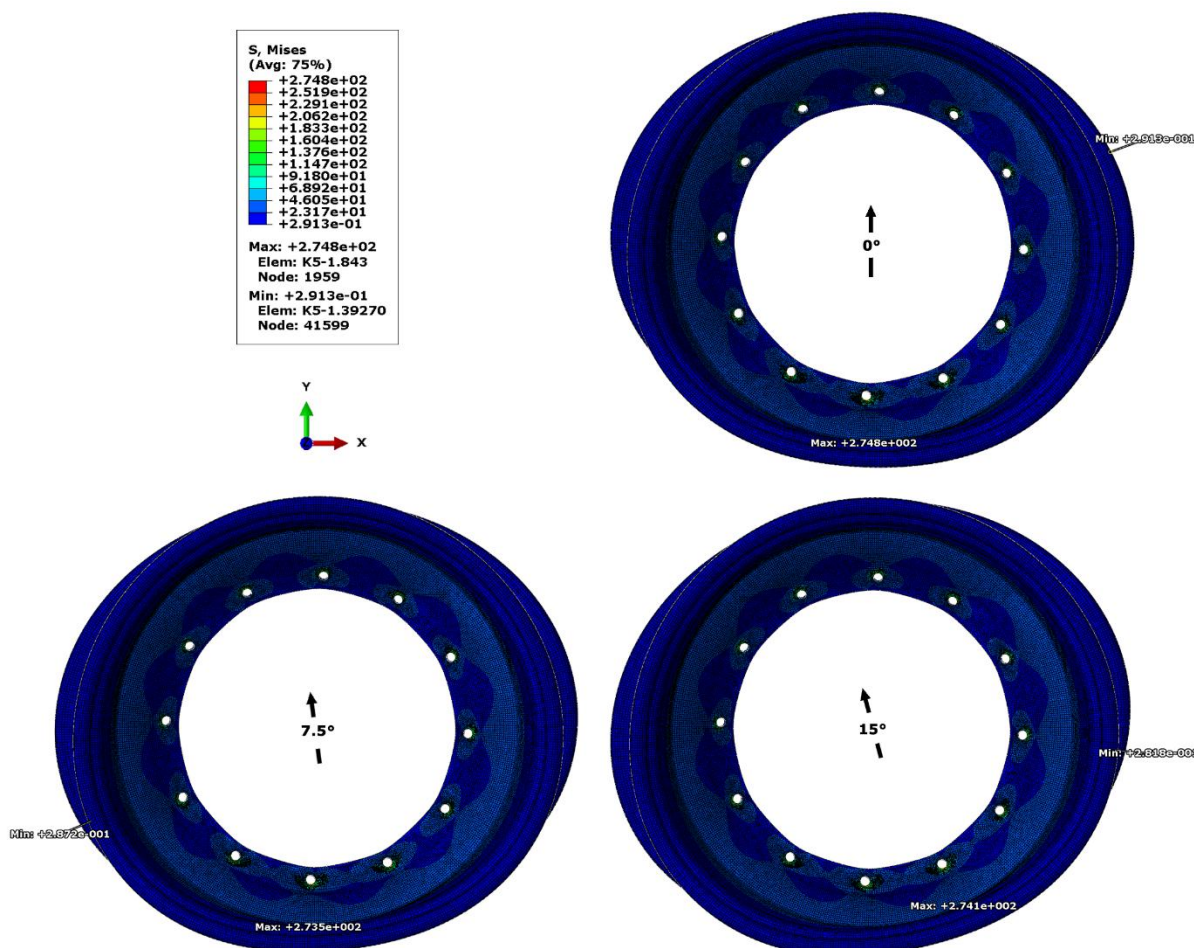 S, Mises
(Avg: 75%)
+2.748e+02
+2.519e+02
+2.291e+02
+2.062e+02
+1.833e+02
+1.604e+02
+1.376e+02
+1.147e+02
+9.180e+01
+6.892e+01
+4.605e+01
+2.317e+01
+2.913e-01
Max: +2.748e+02
Elem: K5-1.843
Node: 1959
Min: +2.913e-01
Elem: K5-1.39270
Node: 41599
Y
X
Min: +2.913e-001
0°
Max: +2.748e+002
7.5°
Min: +2.872e-001
Max: +2.735e+002
15°
Min: +2.818e-001
Max: +2.741e+002